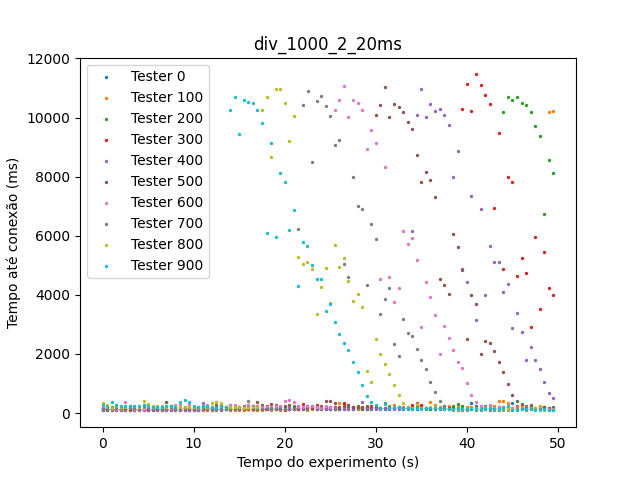 div_1000_2_20ms
12000
10000
8000
6000
4000
2000
0
Tempo até conexão (ms)
Tester 0
Tester 100
Tester 200
Tester 300
Tester 400
Tester 500
Tester 600
Tester 700
Tester 800
Tester 900
0 10 20 30 40 50
Tempo do experimento (s)